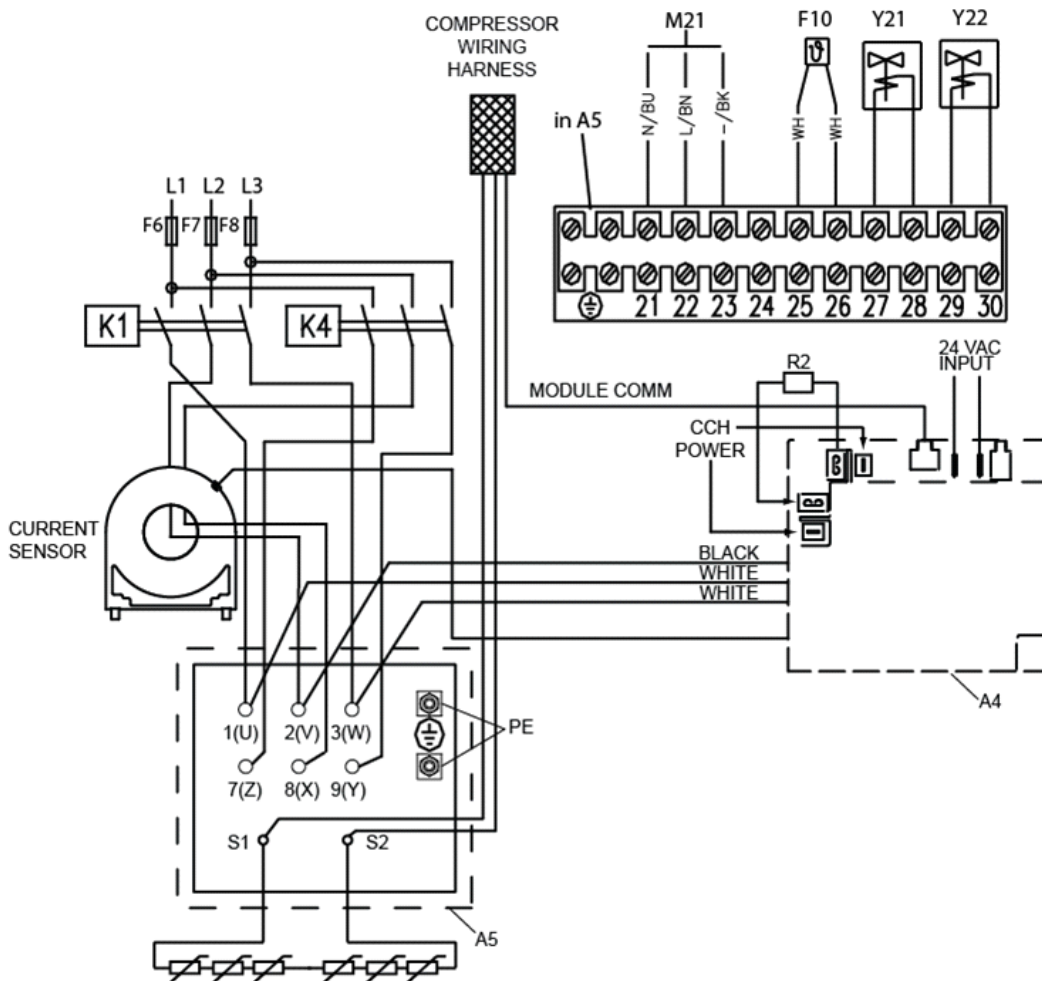 COMPRESSOR
WIRING
HARNESS
M21
F10
Y21
Y22
N/BU
L/BN
-/BK
WH
WH
in A5
L1 L2 L3
F6 F7 F8
21 22 23 24 25 26 27 28 29 30
K1
K4
R2
24 VAC
INPUT
MODULE COMM
CCH
POWER
CURRENT
SENSOR
BLACK
WHITE
WHITE
A4
1(U) 2(V) 3(W)
PE
7(Z) 8(X) 9(Y)
S1 S2
A5